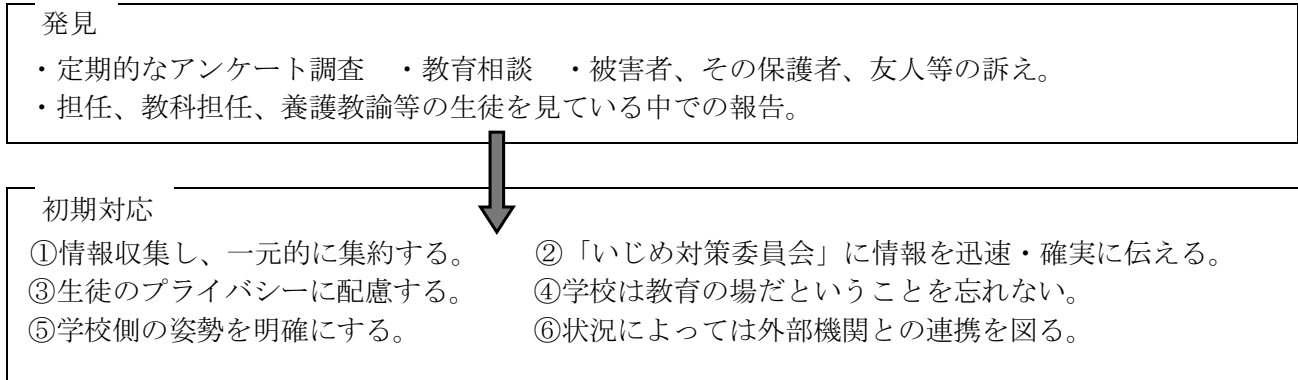 発見
・定期的なアンケート調査　・教育相談　・被害者、その保護者、友人等の訴え。
・担任、教科担任、養護教諭等の生徒を見ている中での報告。
初期対応
①情報収集し、一元的に集約する。　②「いじめ対策委員会」に情報を迅速・確実に伝える。
③生徒のプライバシーに配慮する。　④学校は教育の場だということを忘れない。
⑤学校側の姿勢を明確にする。　⑥状況によっては外部機関との連携を図る。